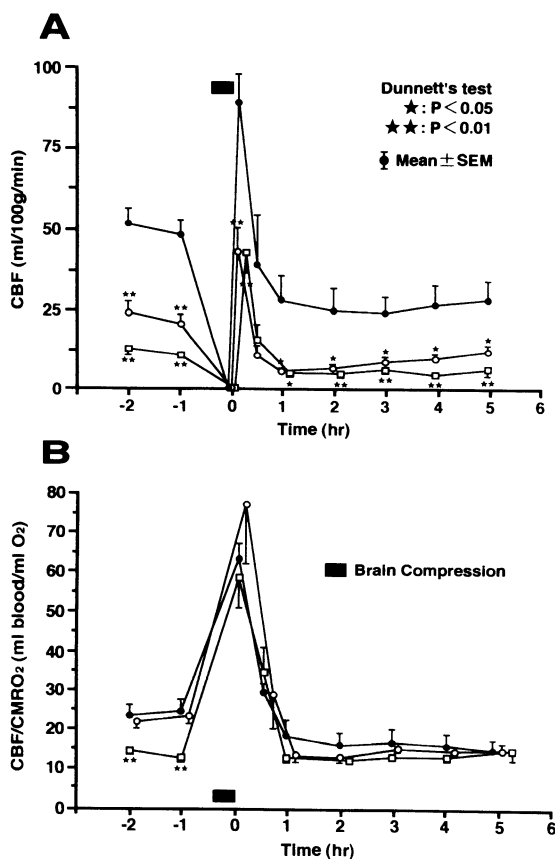 A
100
75
50
25
0
CBF (ml/100g/min)
Dunnett's test
★: P<0.05
★★: P<0.01
Mean±SEM
★★
★★
★★
★★
★★
★★
★
★
★
★
★
★
★★
★★
★★
★★
-2 -1 0 1 2 3 4 5 6
Time (hr)
B
80
70
60
50
40
30
20
10
0
CBF/CMRO2 (ml blood/ml O2)
Brain Compression
★★ ★★
-2 -1 0 1 2 3 4 5 6
Time (hr)